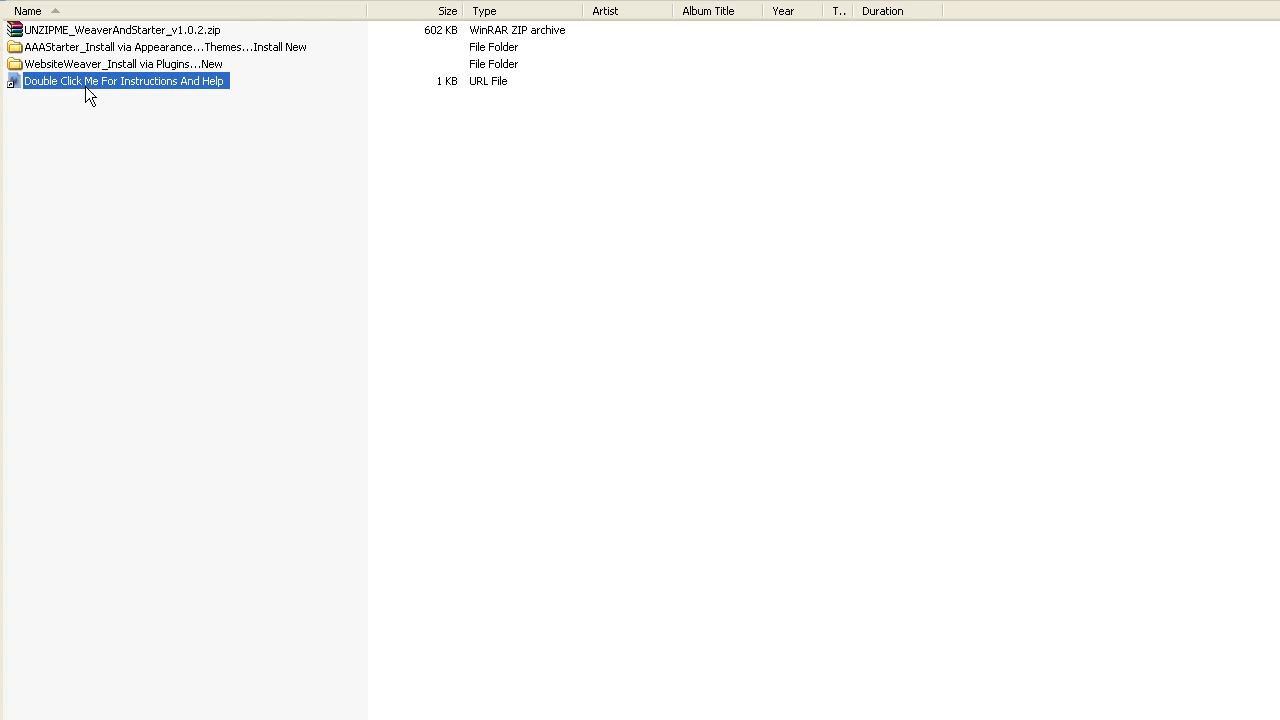 Name Size Type Artist Album Title Year T.. Duration
UNZIPME_WeaverAndStarter_v1.0.2.zip 602 KB WinRAR ZIP archive
AAAStarter_Install via Appearance...Themes...Install New File Folder
WebsiteWeaver_Install via Plugins...New File Folder
Double Click Me For Instructions And Help 1 KB URL File